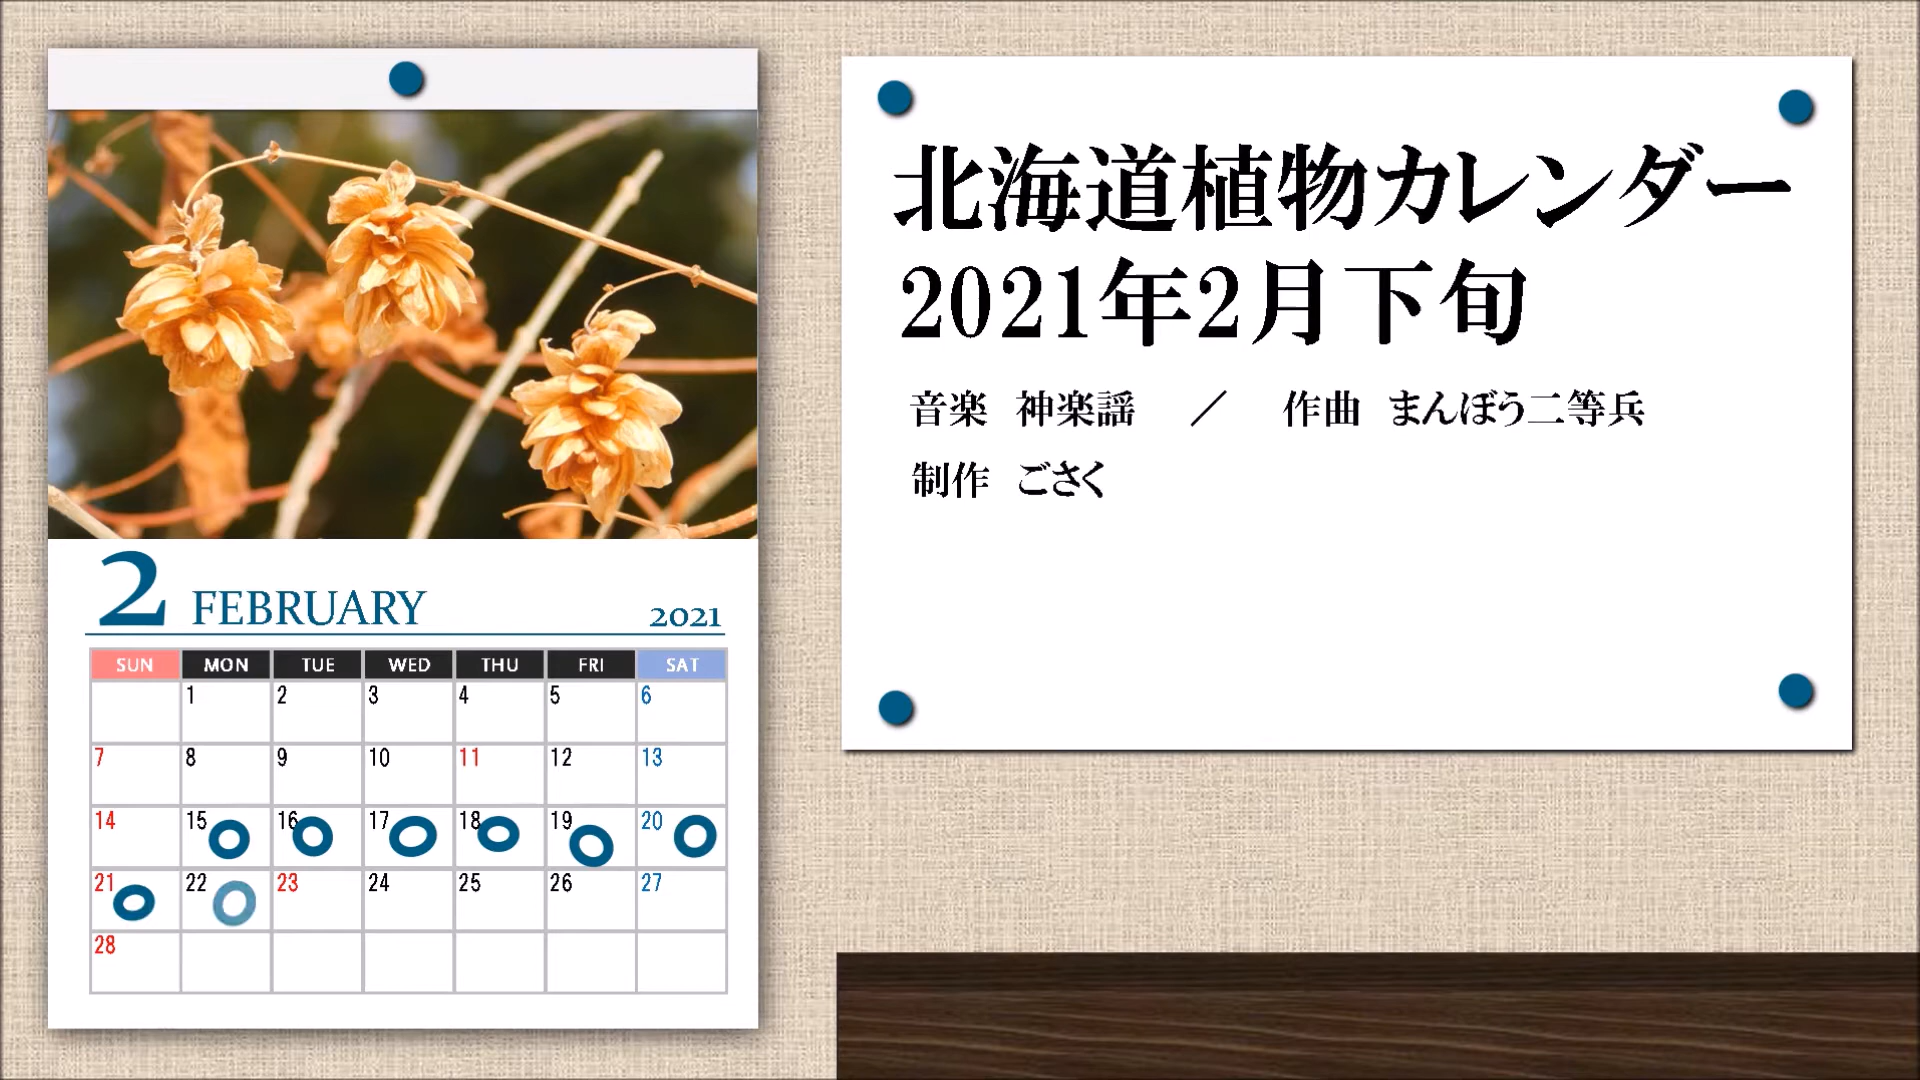 北海道植物カレンダー
2021年2月下旬
音楽 神楽謡 ／ 作曲 まんぼう二等兵
制作 ごさく
2 FEBRUARY 2021
SUN MON TUE WED THU FRI SAT
1 2 3 4 5 6
7 8 9 10 11 12 13
14 15 16 17 18 19 20
21 22 23 24 25 26 27
28